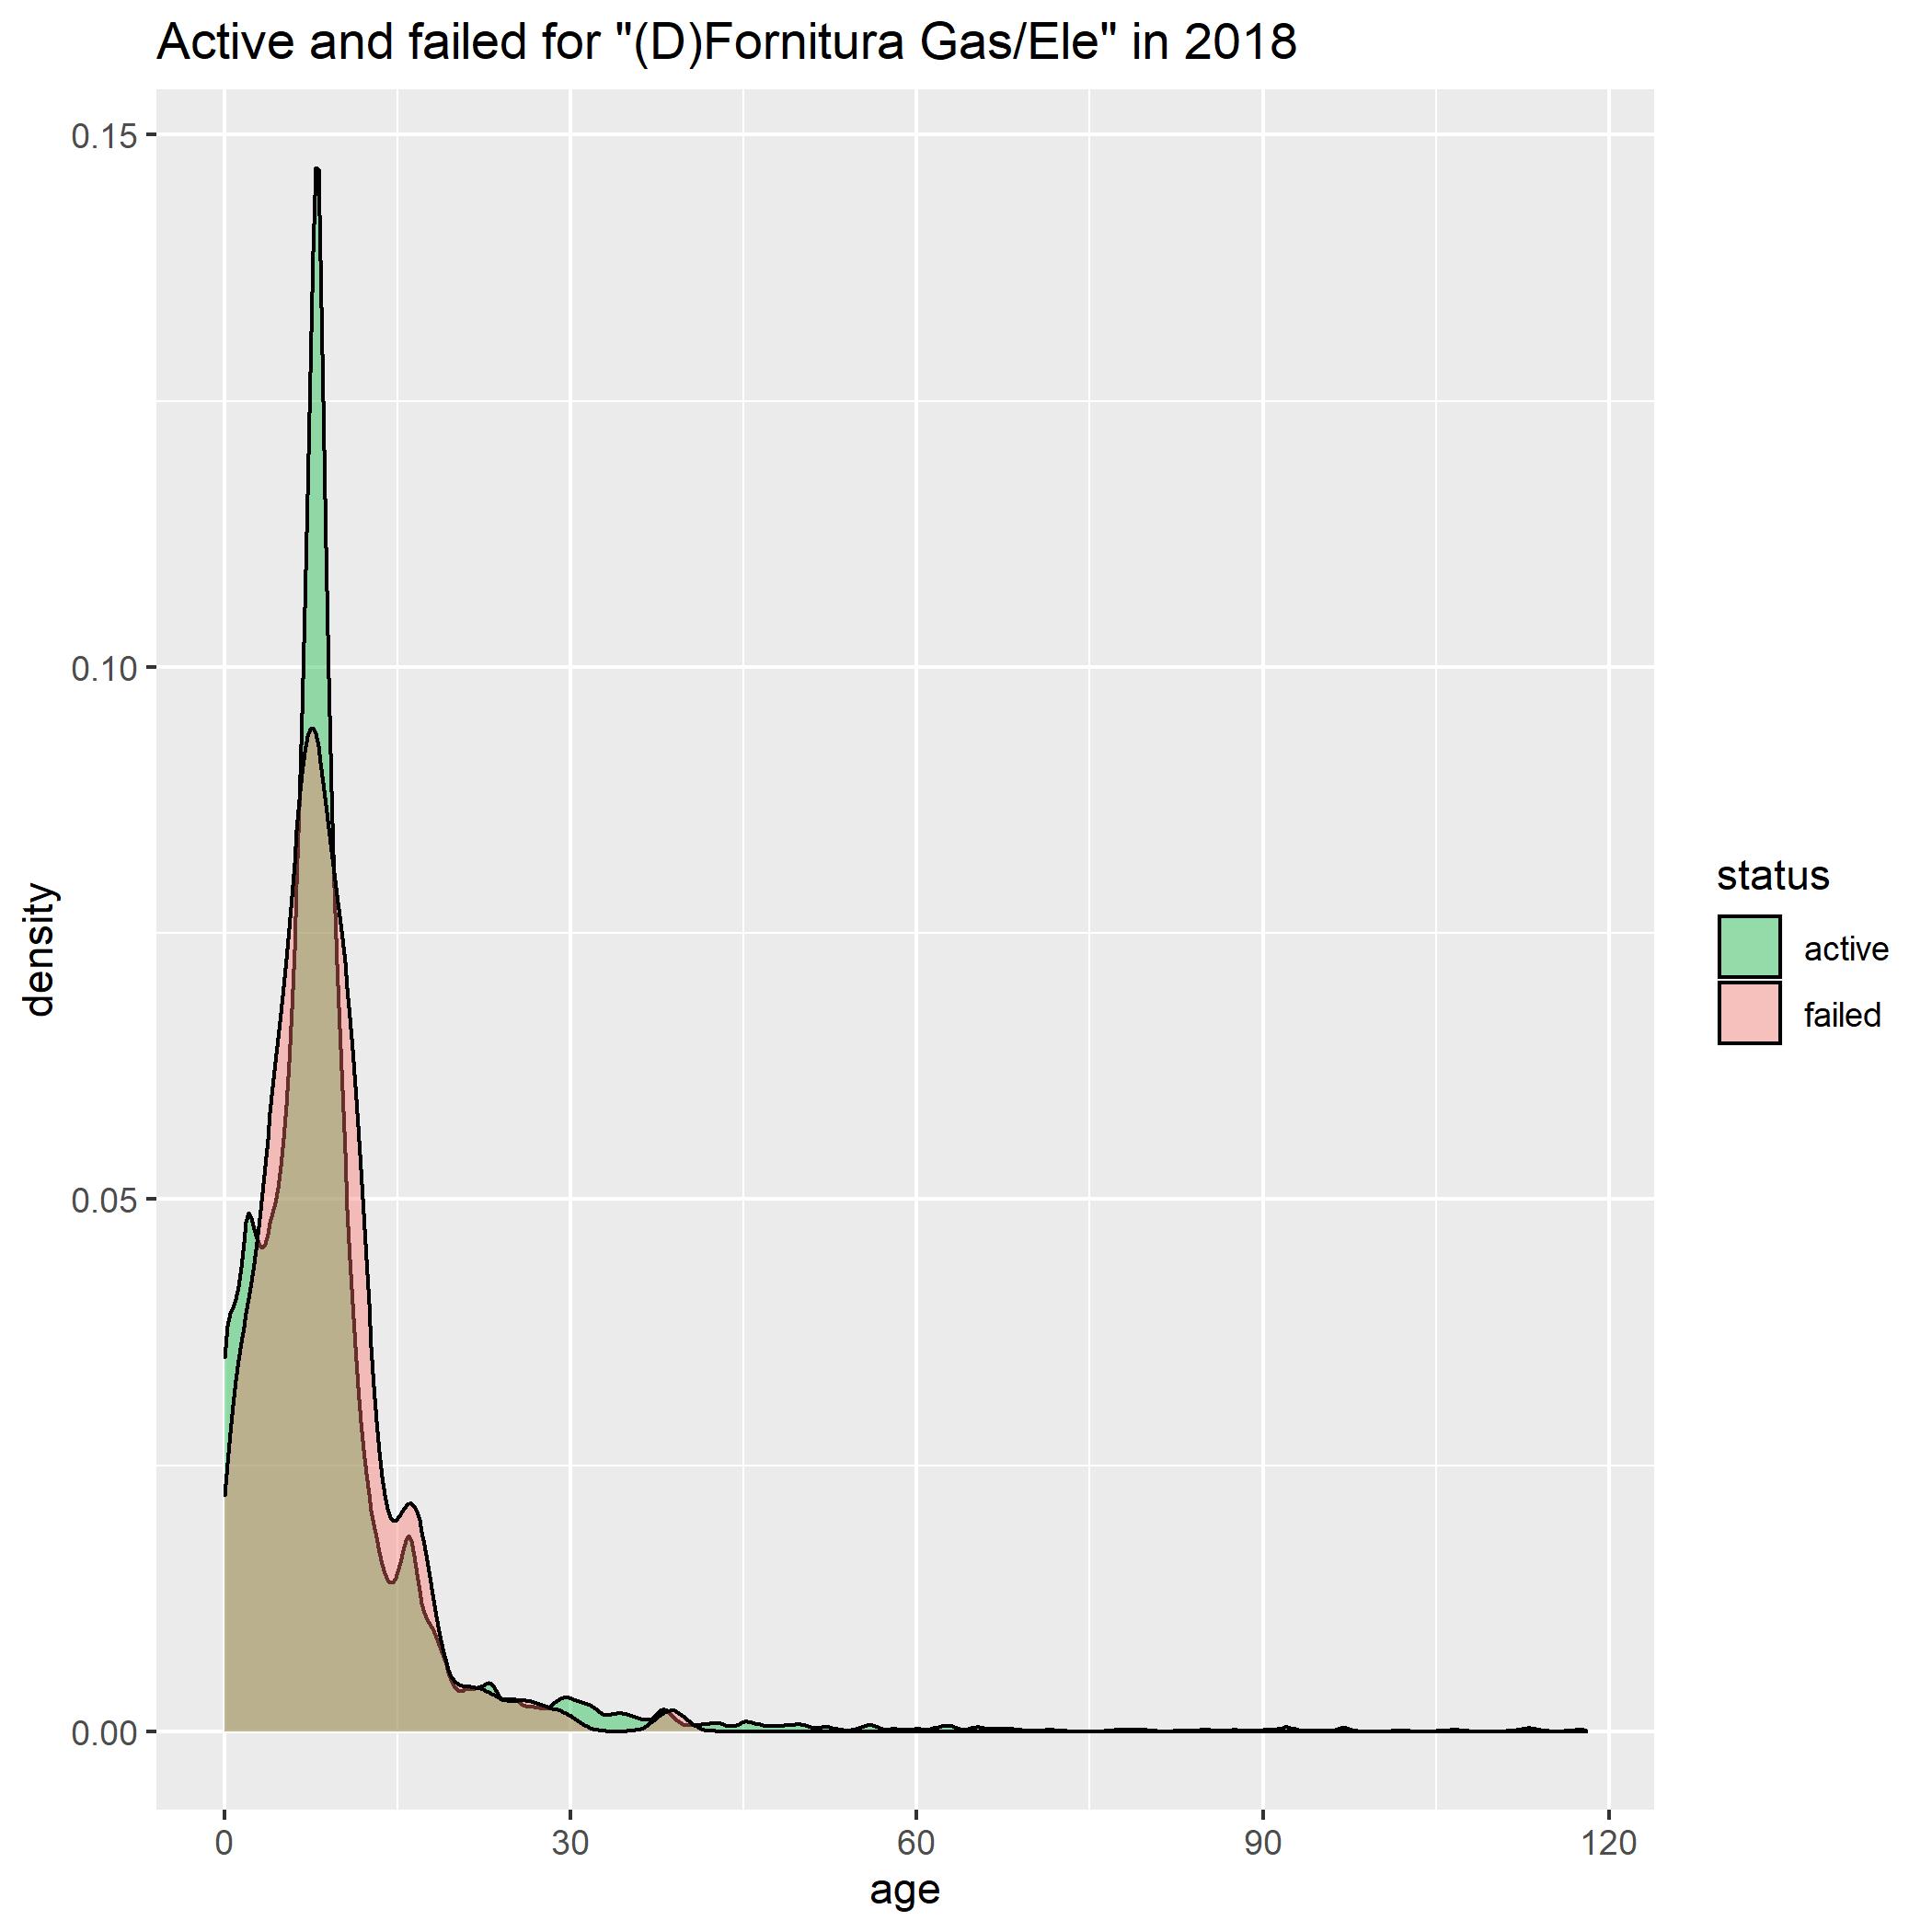 Active and failed for "(D)Fornitura Gas/Ele" in 2018
0.15
0.10
0.05
0.00
density
0
30
60
90
120
age
status
active
failed